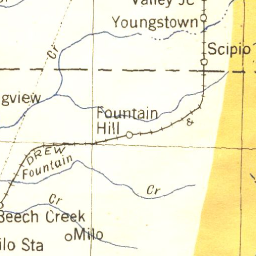 Valley Jc
Youngstown
Cr
Scipio
gview
Fountain
Hill
&
DREW
Fountain
Cr
Cr
Beech Creek
Milo
ilo Sta